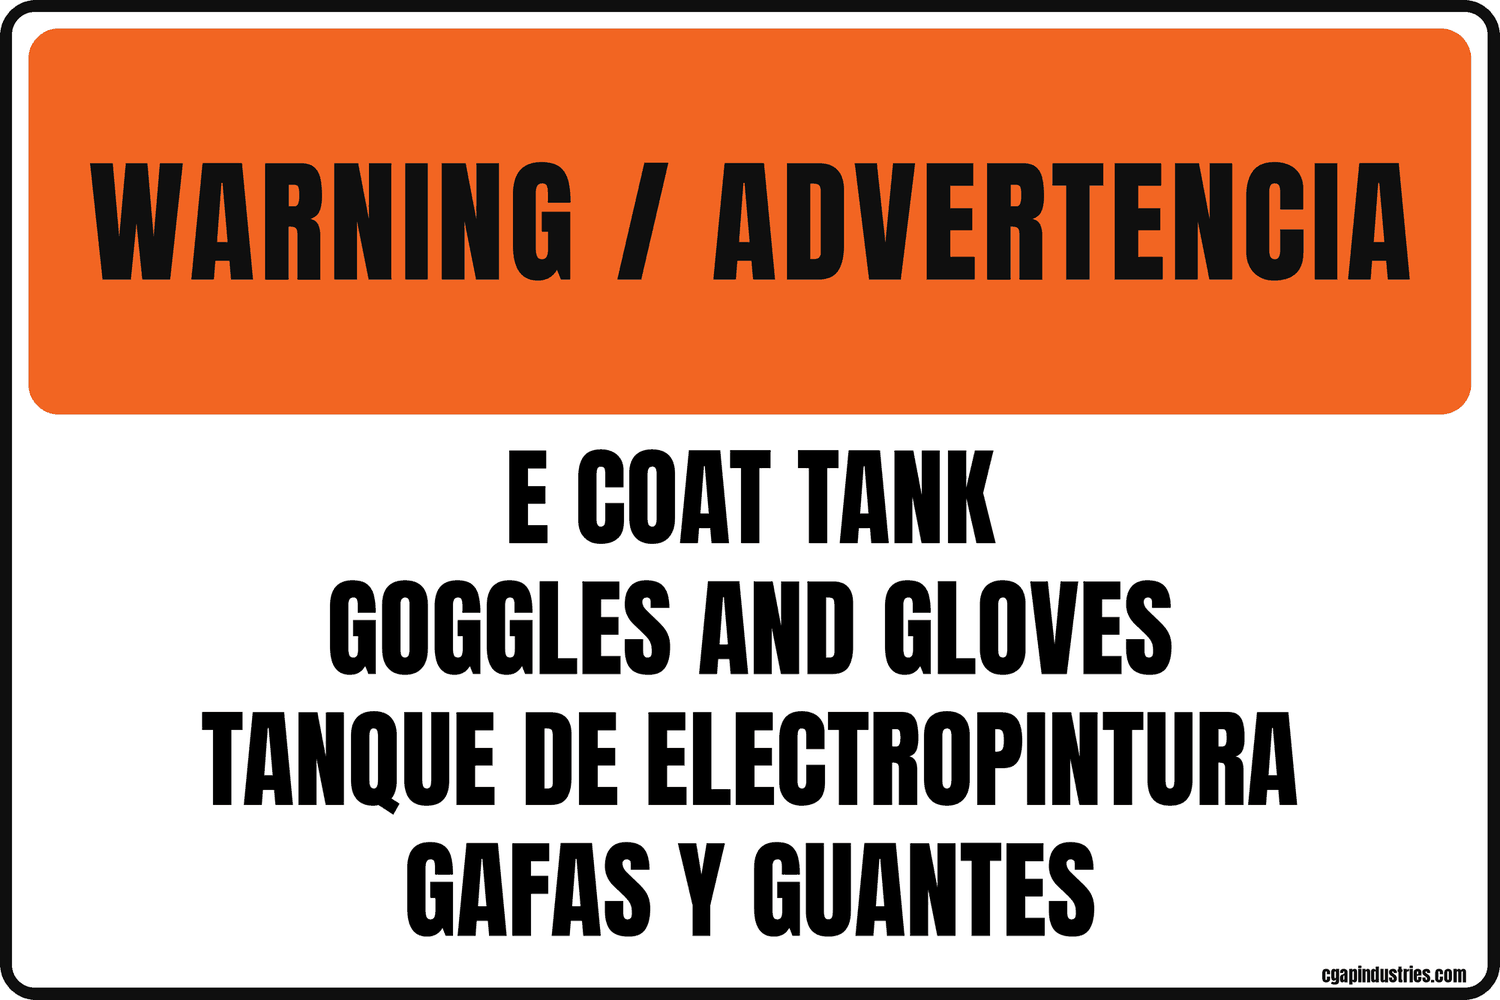 WARNING / ADVERTENCIA
E COAT TANK
GOGGLES AND GLOVES
TANQUE DE ELECTROPINTURA
GAFAS Y GUANTES
cgapindustries.com